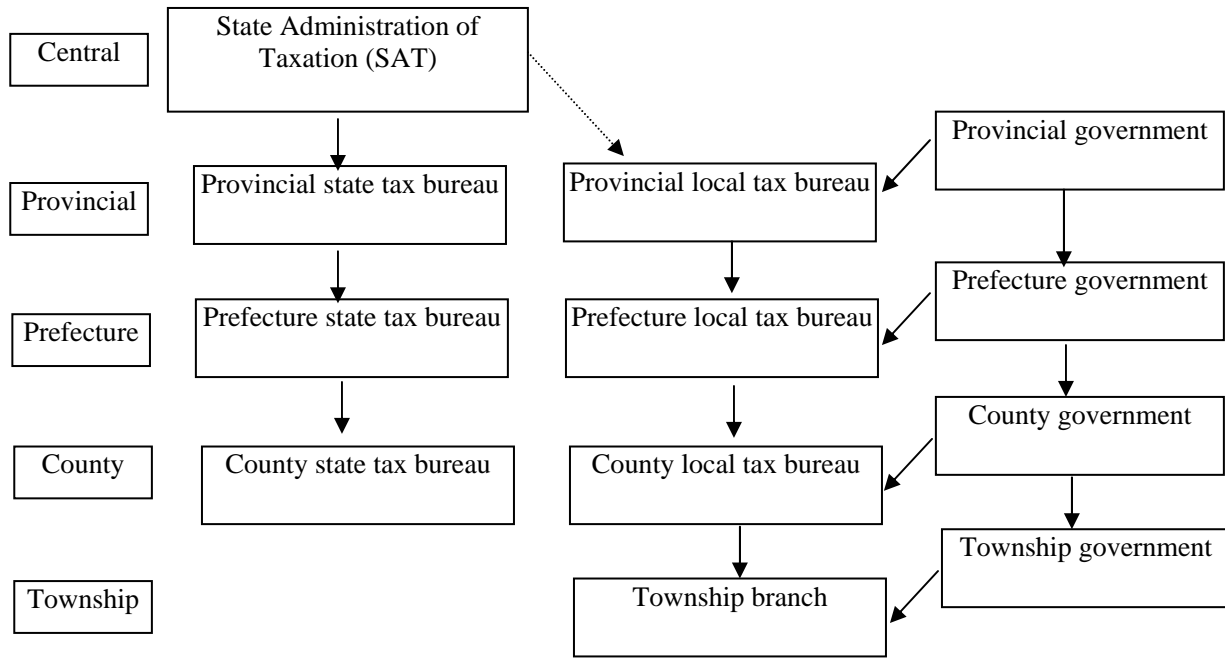 Central
State Administration of
Taxation (SAT)
Provincial government
Provincial
Provincial state tax bureau
Provincial local tax bureau
Prefecture government
Prefecture
Prefecture state tax bureau
Prefecture local tax bureau
County government
County
County state tax bureau
County local tax bureau
Township government
Township
Township branch